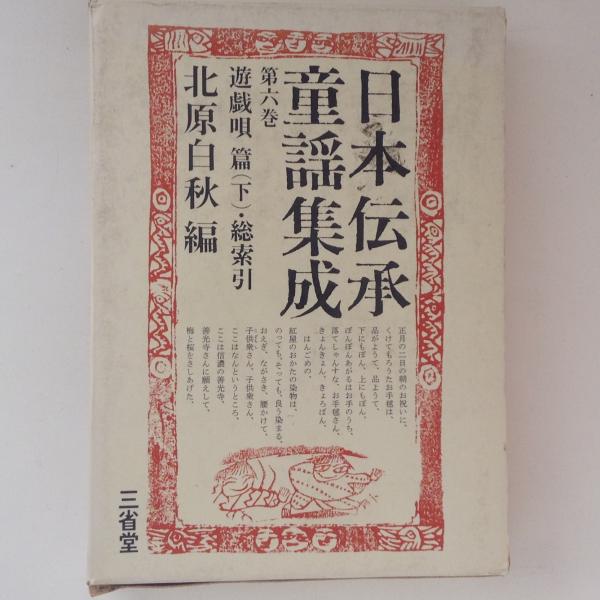 日本伝承
童謡集成
第六巻
遊戯唄 篇(下)・総索引
北原白秋 編
正月の二日の朝のお祝いに、
くけてもろうたお手毬は、
品がようて、品ようて、
下にもぽん、上にもぽん、
ぽんぽんあがるはお手のうち、
落てしゃんすな、お手毬さん、
きょんきょん、きょろぽん、
はんごめの、
紅屋のおかたの染物は、
のっても、そっても、良う染まる、
おえぎ、ながさき、腰かけて、
子供衆さん、子供衆さん、
ここはなんというところ、
ここは信濃の善光寺、
善光寺さんに願えして、
梅と桜をさしあげた、
三省堂